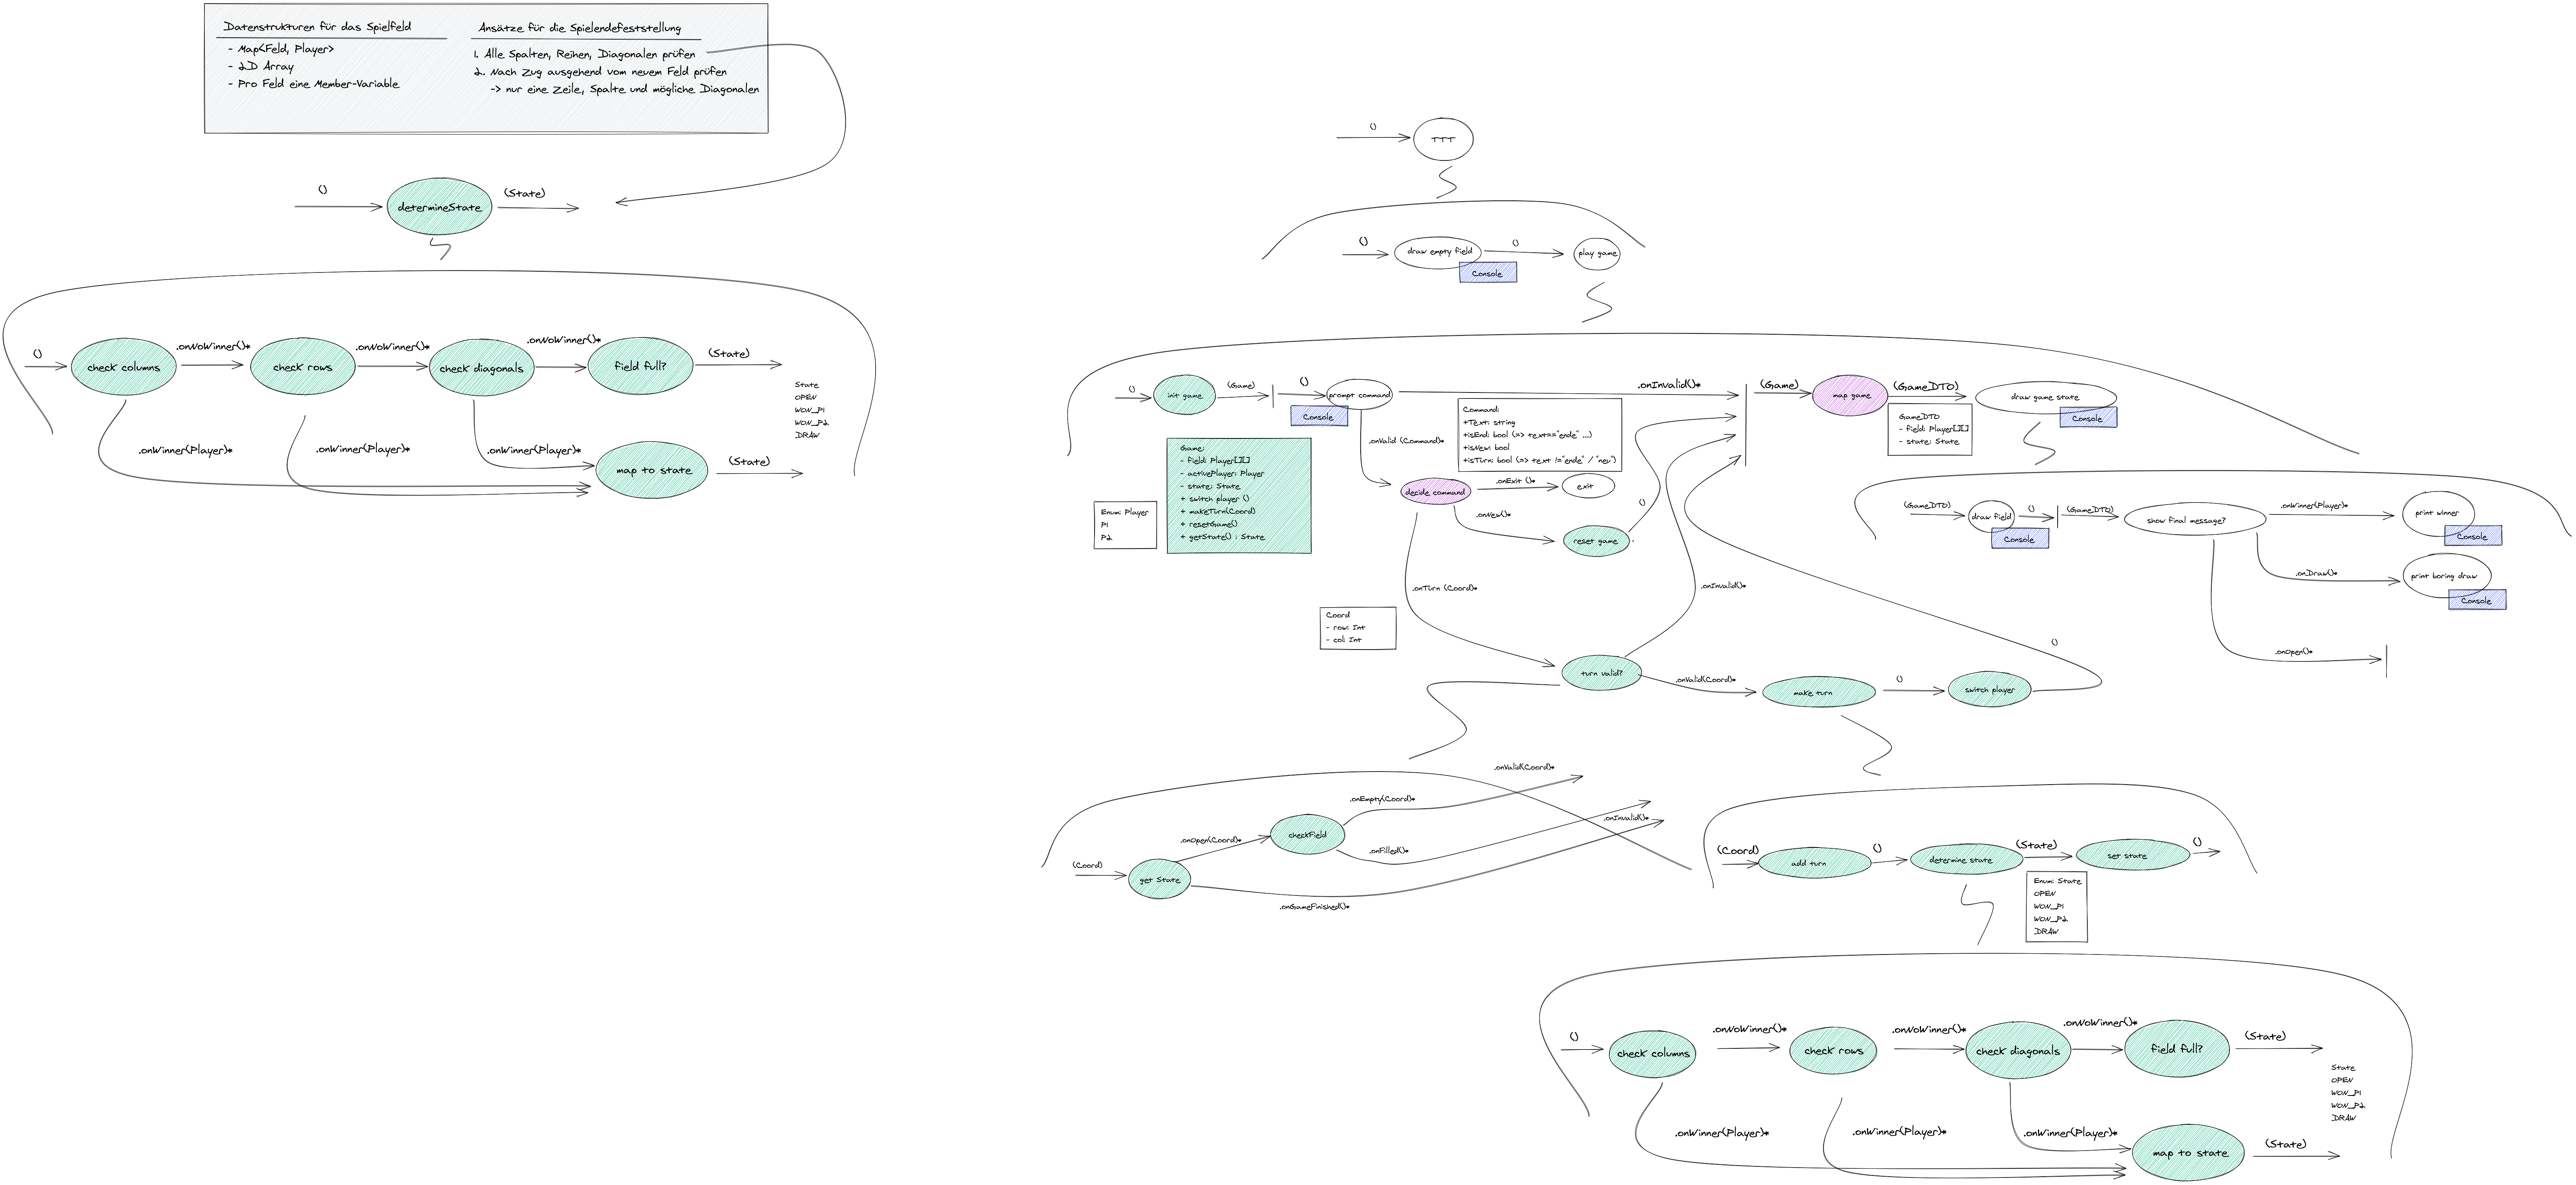 Datenstrukturen für das Spielfeld
- Map<Feld, Player>
- 2D Array
- Pro Feld eine Member-Variable
Ansätze für die Spielendefeststellung
1. Alle Spalten, Reihen, Diagonalen prüfen
2. Nach Zug ausgehend vom neuem Feld prüfen
-> nur eine Zeile, Spalte und mögliche Diagonalen
()
determineState
(State)
()
check columns
.onNoWinner()*
check rows
.onNoWinner()*
check diagonals
.onNoWinner()*
field full?
(State)
State
OPEN
WON_P1
WON_P2
DRAW
.onWinner(Player)*
.onWinner(Player)*
.onWinner(Player)*
map to state
(State)
()
TTT
()
draw empty field
Console
()
play game
()
init game
(Game)
()
prompt command
Console
.onInvalid()*
(Game)
map game
(GameDTO)
draw game state
Console
GameDTO
- field: Player[][]
- state: State
Command:
+Text: string
+isEnd: bool (=> text=="ende" ...)
+isNew: bool
+isTurn: bool (=> text !="ende" / "neu")
.onValid (Command)*
Game:
- field: Player[][]
- activePlayer: Player
- state: State
+ switch player ()
+ makeTurn(Coord)
+ resetGame()
+ getState() : State
Enum: Player
P1
P2
decide command
.onExit ()*
exit
.onNew()*
reset game
()
.onTurn (Coord)*
Coord
- row: Int
- col: Int
.onInvalid()*
turn valid?
.onValid(Coord)*
make turn
()
switch player
()
(GameDTO)
draw field
Console
()
(GameDTO)
show final message?
.onWinner(Player)*
print winner
Console
.onDraw()*
print boring draw
Console
.onOpen()*
(Coord)
get State
.onOpen(Coord)*
checkField
.onEmpty(Coord)*
.onValid(Coord)*
.onFilled()*
.onInvalid()*
.onGameFinished()*
(Coord)
add turn
()
determine state
(State)
set state
()
Enum: State
OPEN
WON_P1
WON_P2
DRAW
()
check columns
.onNoWinner()*
check rows
.onNoWinner()*
check diagonals
.onNoWinner()*
field full?
(State)
State
OPEN
WON_P1
WON_P2
DRAW
.onWinner(Player)*
.onWinner(Player)*
.onWinner(Player)*
map to state
(State)